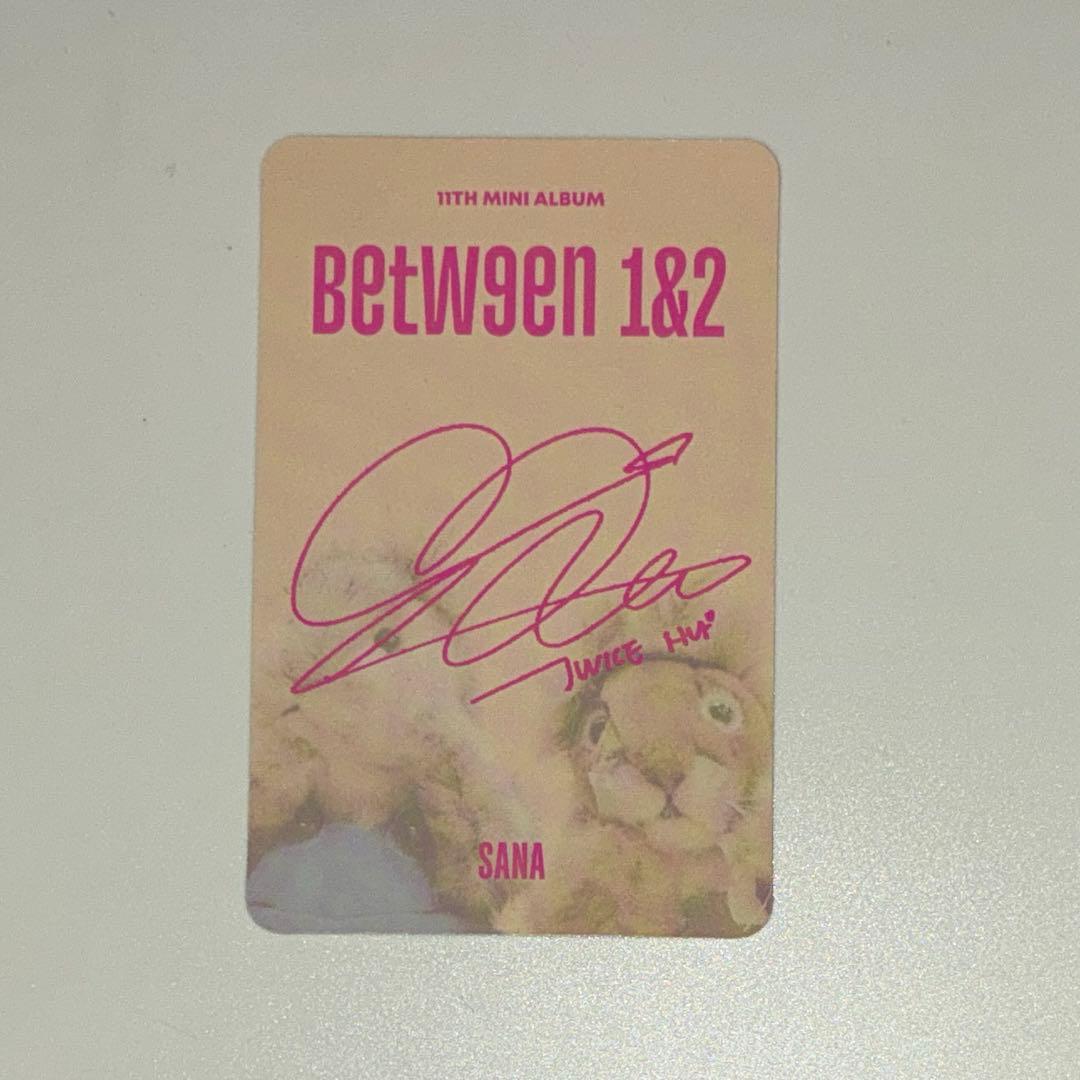 11TH MINI ALBUM
BetW9en 1&2
TWICE
SANA